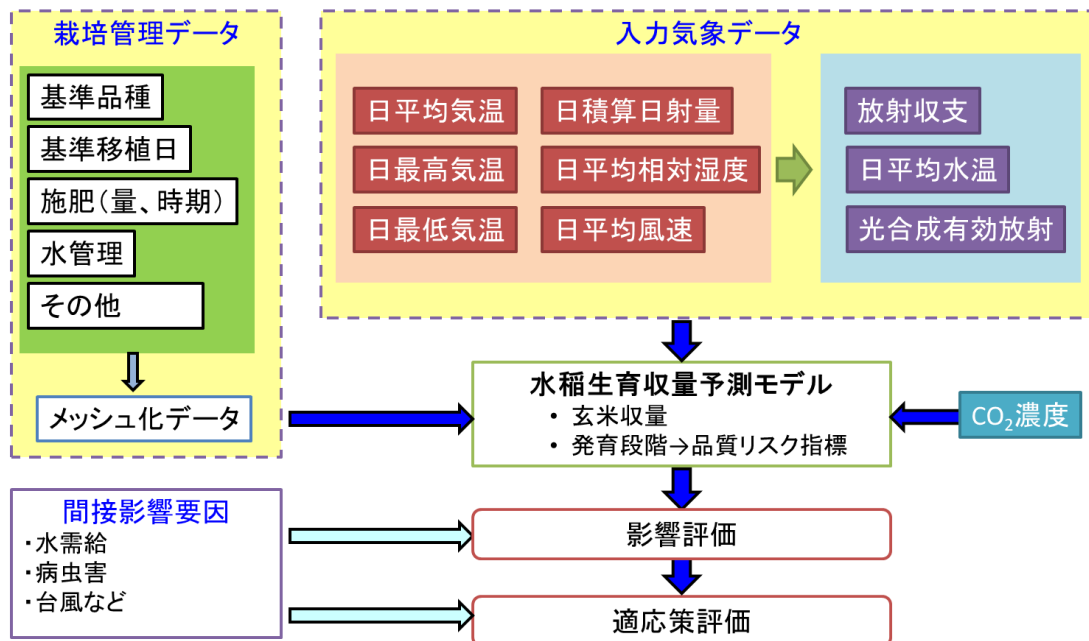 栽培管理データ
基準品種
基準移植日
施肥（量、時期）
水管理
その他
メッシュ化データ
入力気象データ
日平均気温
日積算日射量
日最高気温
日平均相対湿度
日最低気温
日平均風速
放射収支
日平均水温
光合成有効放射
水稲生育収量予測モデル
・ 玄米収量
・ 発育段階→品質リスク指標
CO₂濃度
間接影響要因
・水需給
・病虫害
・台風など
影響評価
適応策評価